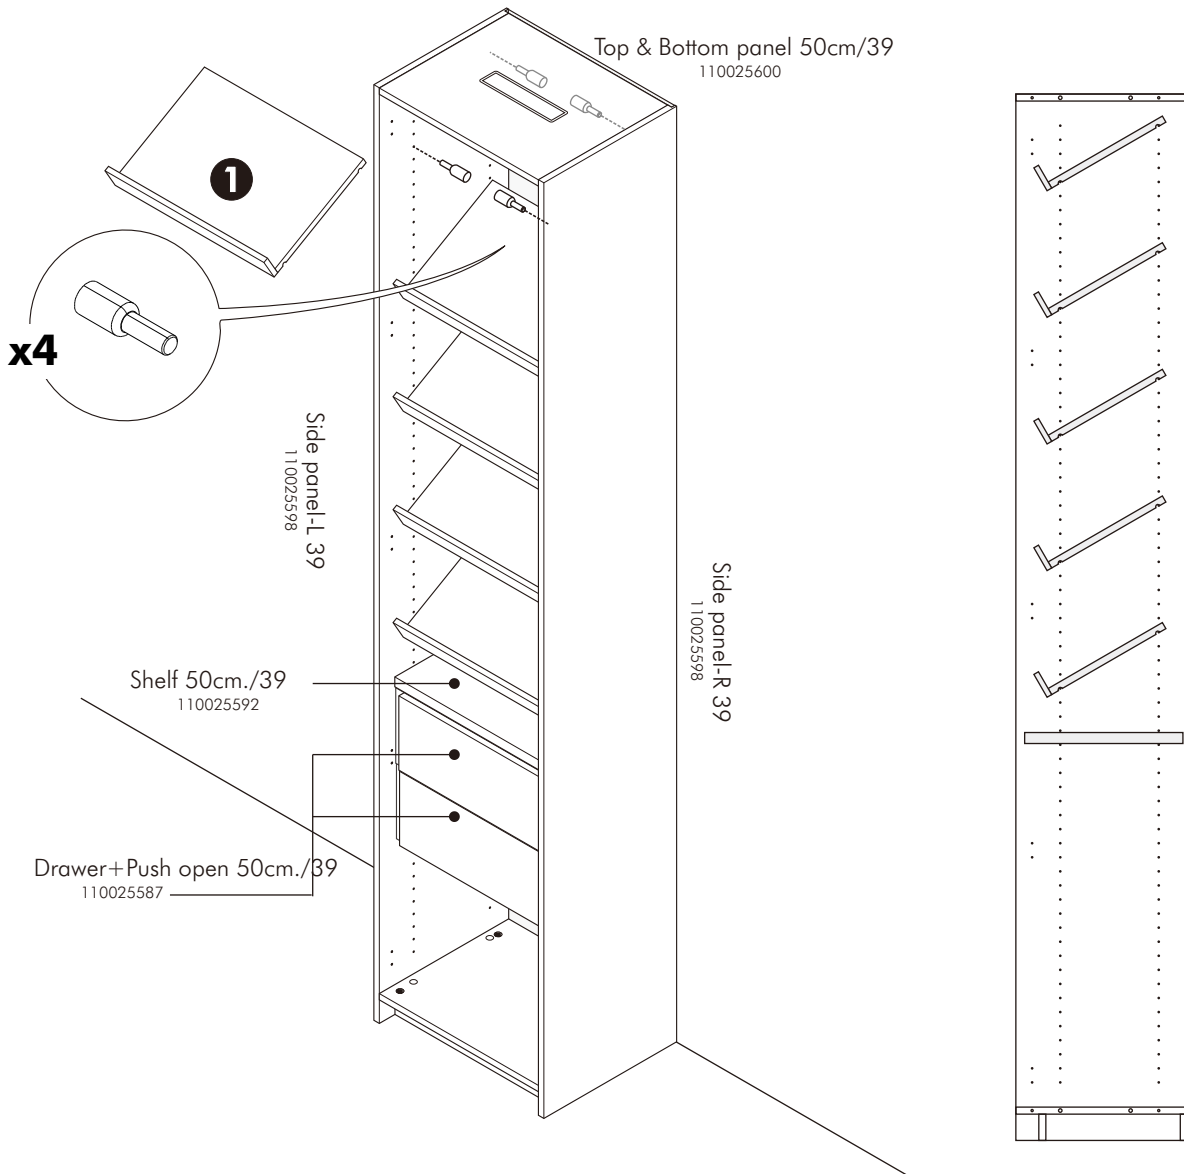 Top & Bottom panel 50cm/39
110025600
1
x4
Side panel-L 39
110025598
Side panel-R 39
110025598
Shelf 50cm./39
110025592
Drawer+Push open 50cm./39
110025587